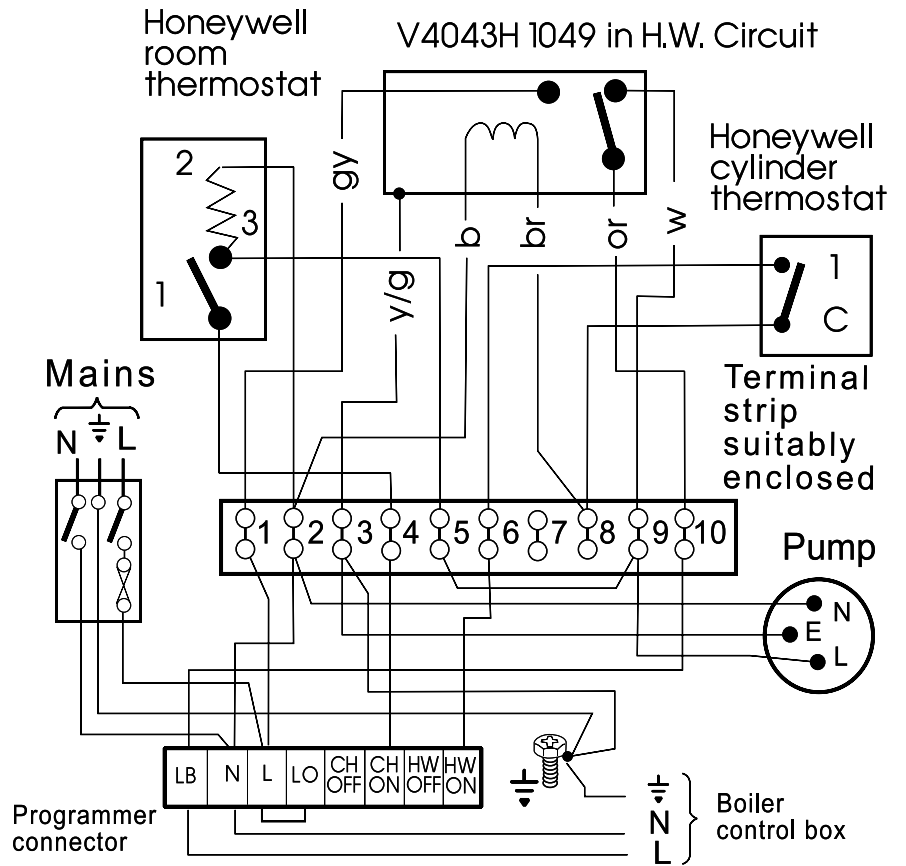 Honeywell
room
thermostat
V4043H 1049 in H.W. Circuit
Honeywell
cylinder
thermostat
2
3
1
gy
y/g
b
br
or
w
1
C
Mains
N
L
Terminal
strip
suitably
enclosed
1 2 3 4 5 6 7 8 9 10
Pump
N
E
L
LB N L LO CH OFF CH ON HW OFF HW ON
Programmer
connector
N
L
Boiler
control box